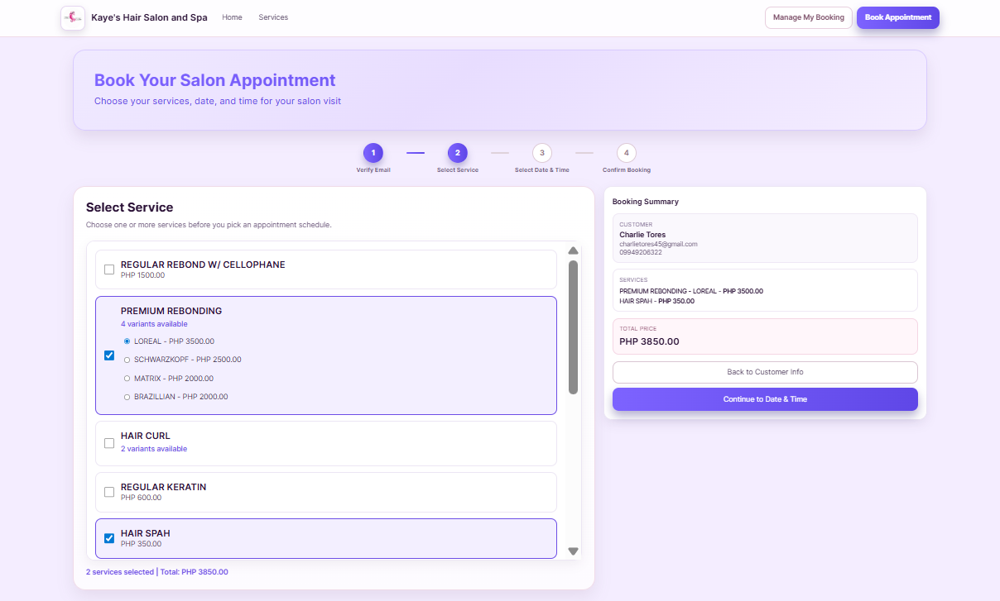 Kaye's Hair Salon and Spa
Home
Services
Manage My Booking
Book Appointment
Book Your Salon Appointment
Choose your services, date, and time for your salon visit
1
2
3
4
Verify Email
Select Service
Select Date & Time
Confirm Booking
Select Service
Choose one or more services before you pick an appointment schedule.
REGULAR REBOND W/ CELLOPHANE
PHP 1500.00
PREMIUM REBONDING
4 variants available
LOREAL - PHP 3500.00
SCHWARZKOPF - PHP 2500.00
MATRIX - PHP 2000.00
BRAZILLIAN - PHP 2000.00
HAIR CURL
2 variants available
REGULAR KERATIN
PHP 600.00
HAIR SPAH
PHP 350.00
2 services selected | Total: PHP 3850.00
Booking Summary
CUSTOMER
Charlie Tores
charlietores45@gmail.com
09949206322
SERVICES
PREMIUM REBONDING - LOREAL - PHP 3500.00
HAIR SPAH - PHP 350.00
TOTAL PRICE
PHP 3850.00
Back to Customer Info
Continue to Date & Time